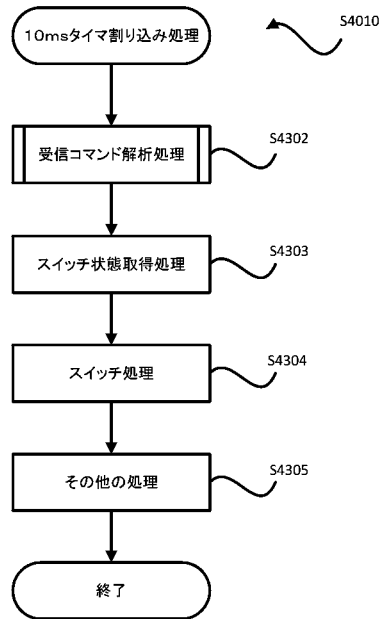 10msタイマ割り込み処理
S4010
受信コマンド解析処理
S4302
スイッチ状態取得処理
S4303
スイッチ処理
S4304
その他の処理
S4305
終了